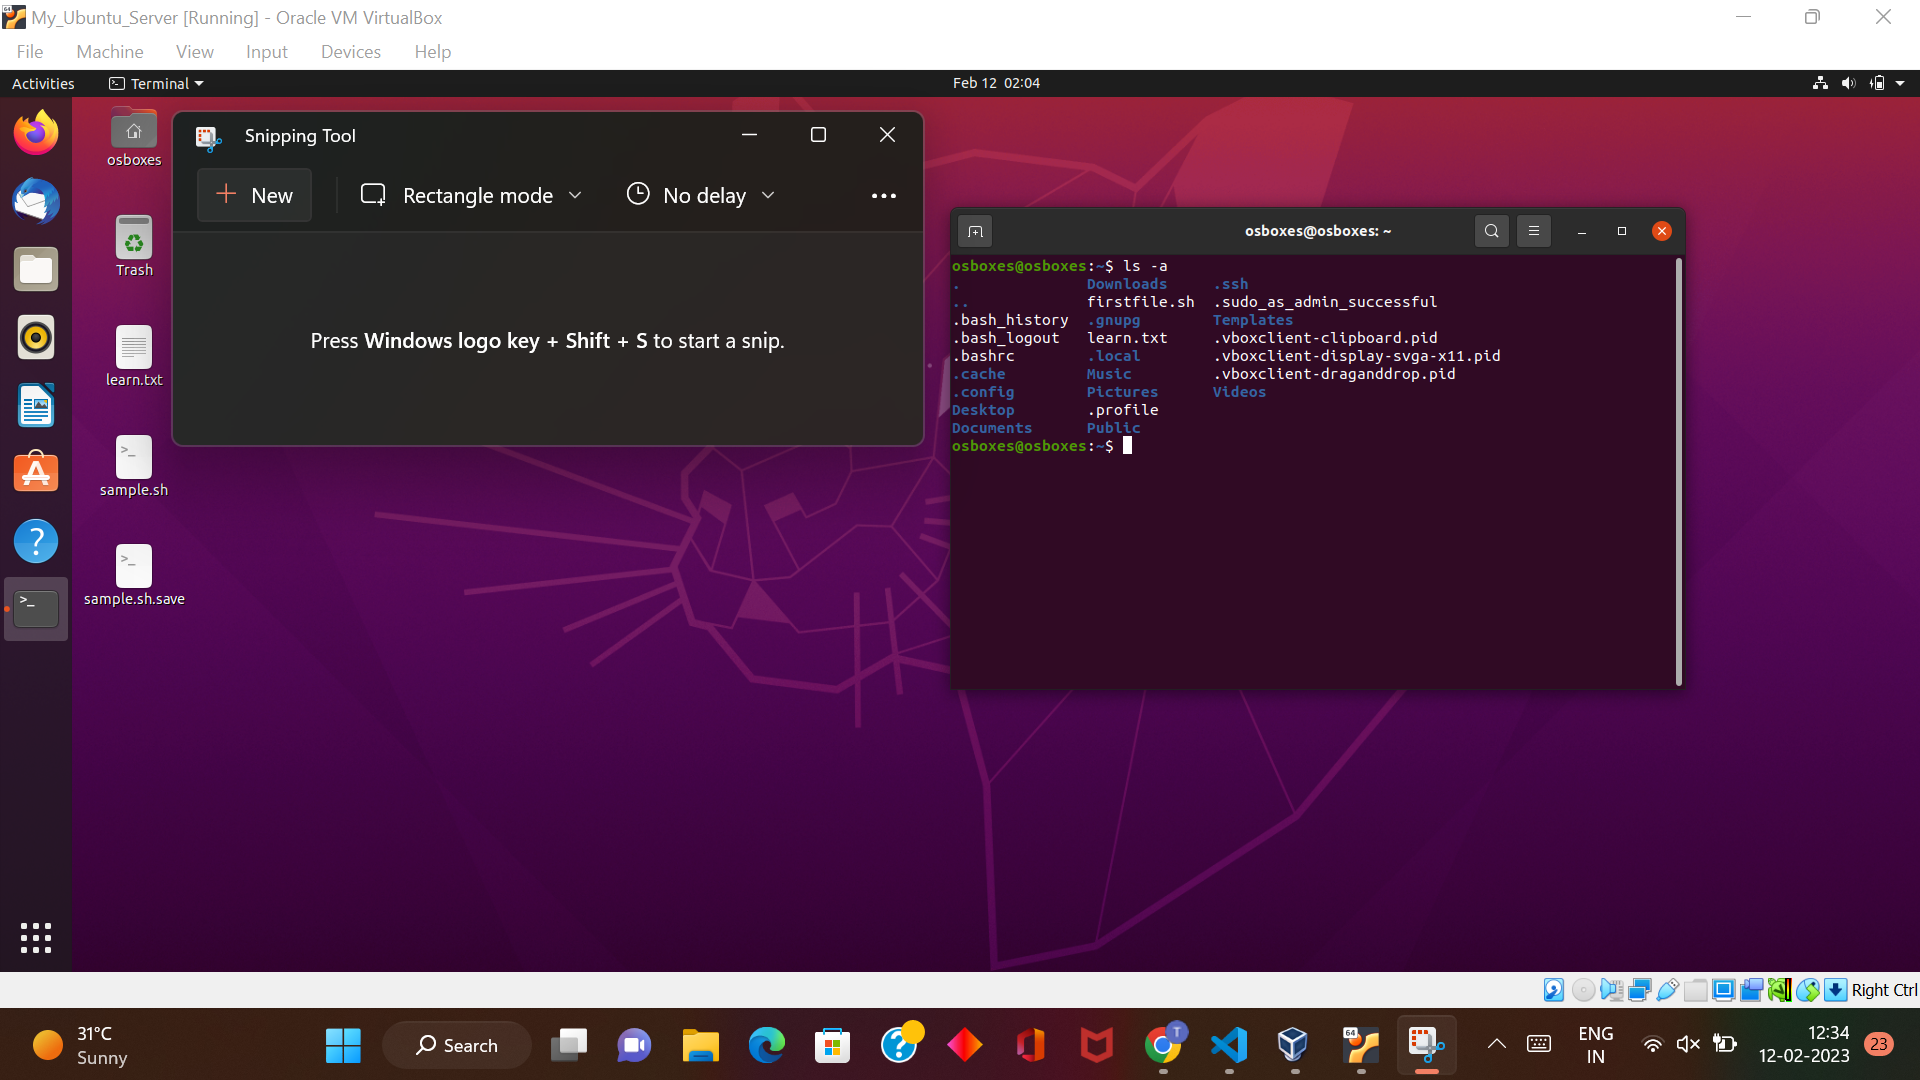 My_Ubuntu_Server [Running] - Oracle VM VirtualBox
File Machine View Input Devices Help
Activities Terminal Feb 12 02:04
osboxes
Trash
learn.txt
sample.sh
sample.sh.save
Snipping Tool
New Rectangle mode No delay
Press Windows logo key + Shift + S to start a snip.
osboxes@osboxes: ~
osboxes@osboxes:~$ ls -a
. Downloads .ssh
.. firstfile.sh .sudo_as_admin_successful
.bash_history .gnupg Templates
.bash_logout learn.txt .vboxclient-clipboard.pid
.bashrc .local .vboxclient-display-svga-x11.pid
.cache Music .vboxclient-draganddrop.pid
.config Pictures Videos
Desktop .profile
Documents Public
osboxes@osboxes:~$
Right Ctrl
31°C
Sunny
Search
64
T
64
ENG
IN
12:34
12-02-2023
23